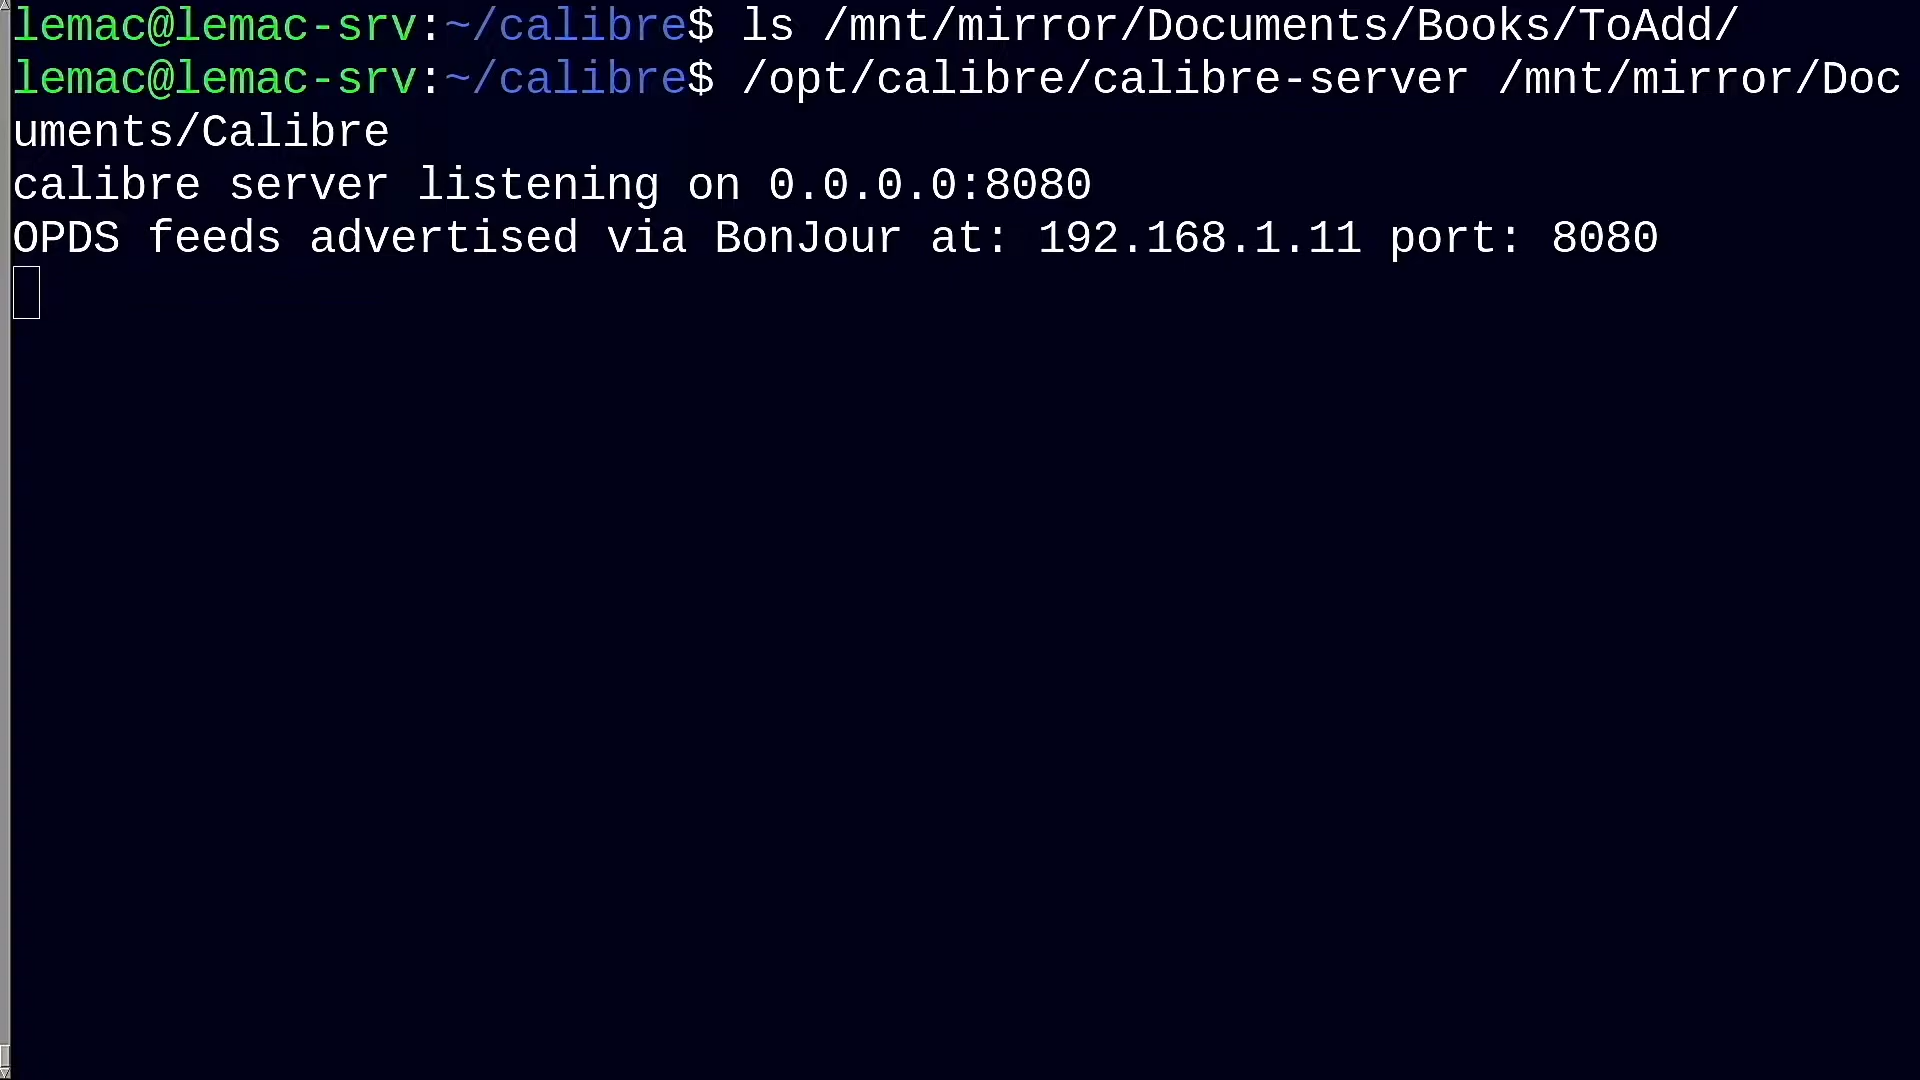 lemac@lemac-srv:~/calibre$ ls /mnt/mirror/Documents/Books/ToAdd/
lemac@lemac-srv:~/calibre$ /opt/calibre/calibre-server /mnt/mirror/Doc
uments/Calibre
calibre server listening on 0.0.0.0:8080
OPDS feeds advertised via BonJour at: 192.168.1.11 port: 8080